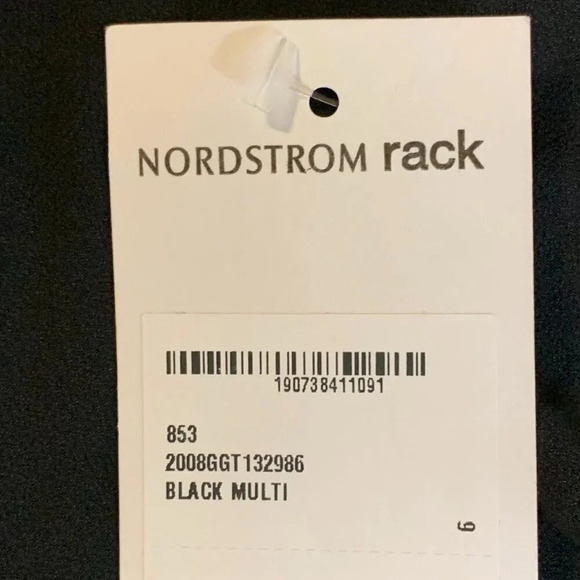 NORDSTROM rack
190738411091
853
2008GGT132986
BLACK MULTI
6